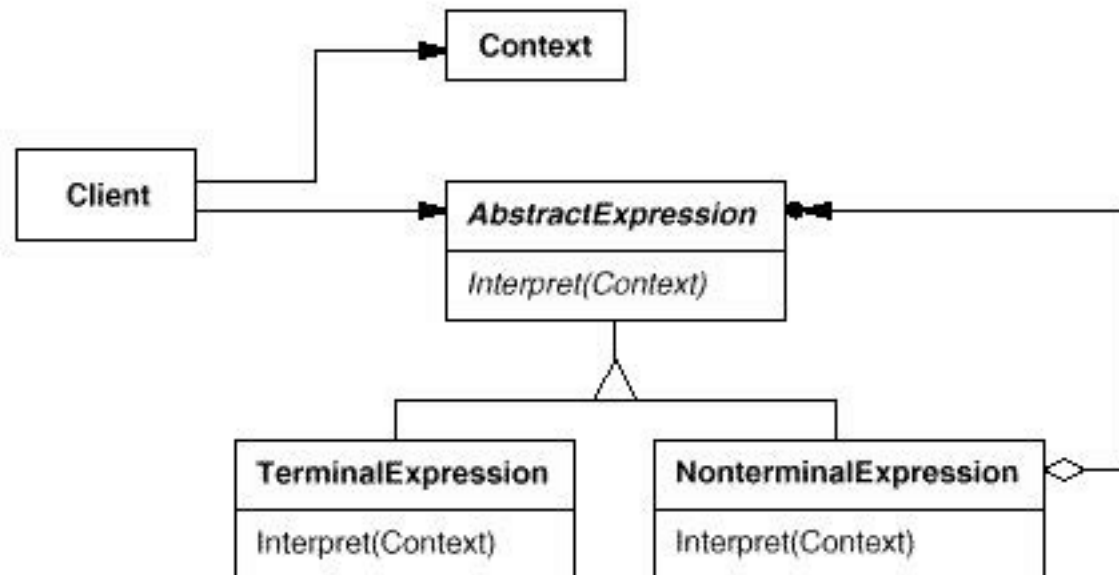 Context
Client
AbstractExpression
Interpret(Context)
TerminalExpression
Interpret(Context)
NonterminalExpression
Interpret(Context)